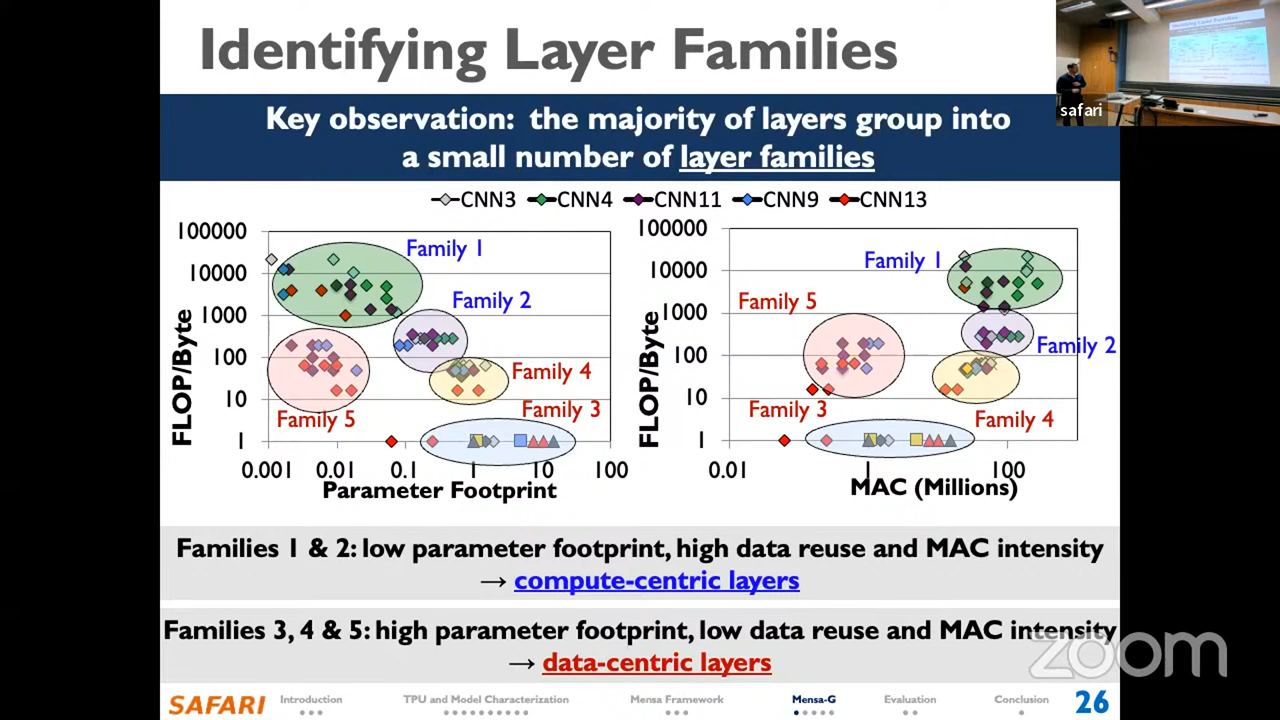 Identifying Layer Families
safari
Key observation: the majority of layers group into
a small number of layer families
CNN3 CNN4 CNN11 CNN9 CNN13
FLOP/Byte
100000
10000
1000
100
10
1
0.001 0.01 0.1 1 10 100
Parameter Footprint
Family 1
Family 2
Family 4
Family 3
Family 5
FLOP/Byte
100000
10000
1000
100
10
1
0.01 1 100
MAC (Millions)
Family 1
Family 5
Family 2
Family 3
Family 4
Families 1 & 2: low parameter footprint, high data reuse and MAC intensity
→ compute-centric layers
Families 3, 4 & 5: high parameter footprint, low data reuse and MAC intensity
→ data-centric layers
zoom
SAFARI Introduction TPU and Model Characterization Mensa Framework Mensa-G Evaluation Conclusion 26